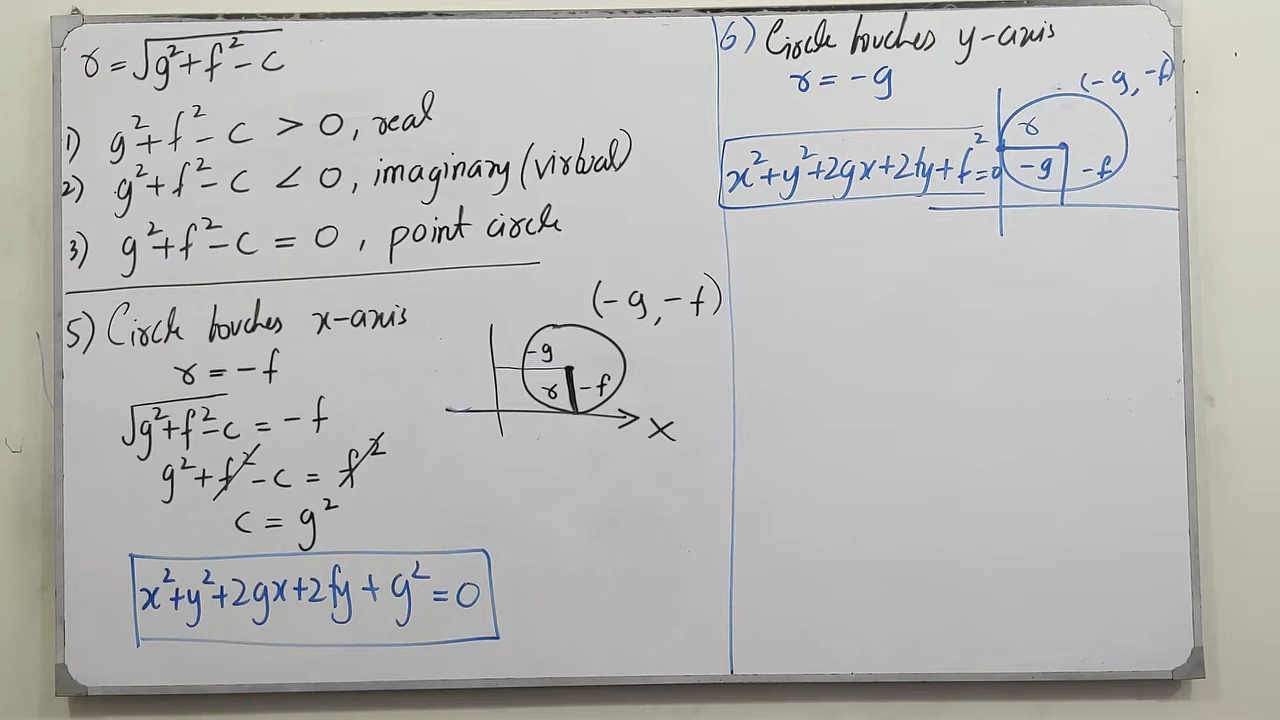 r = √g²+f²-c
1) g²+f²-c > 0, real
2) g²+f²-c < 0, imaginary (virtual)
3) g²+f²-c = 0, point circle
5) Circle touches x-axis
r = -f
√g²+f²-c = -f
g²+f²-c = f²
c = g²
x²+y²+2gx+2fy+g²=0
(-g, -f)
-g
r -f
X
6) Circle touches y-axis
r = -g
(-g, -f)
r
x²+y²+2gx+2fy+f²=0
-g -f